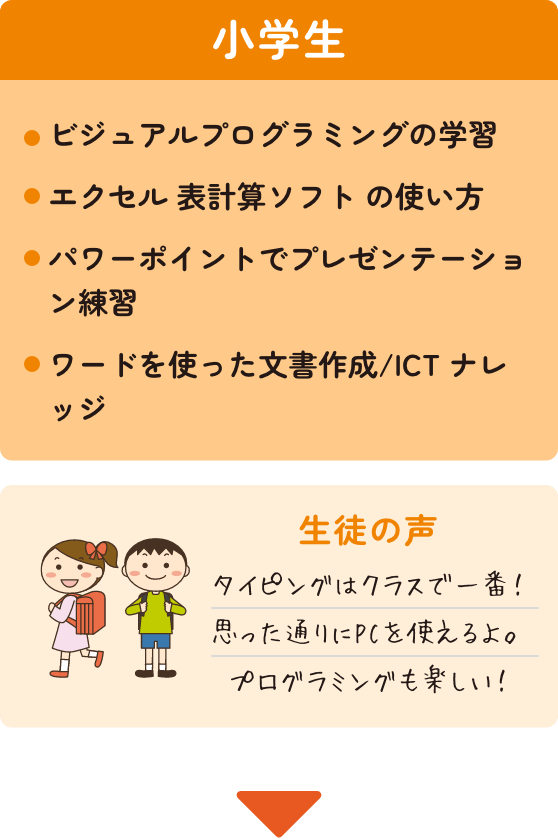 小学生
ビジュアルプログラミングの学習
エクセル 表計算ソフト の使い方
パワーポイントでプレゼンテーショ
ン練習
ワードを使った文書作成/ICT ナレ
ッジ
生徒の声
タイピングはクラスで一番！
思った通りにPCを使えるよ。
プログラミングも楽しい！